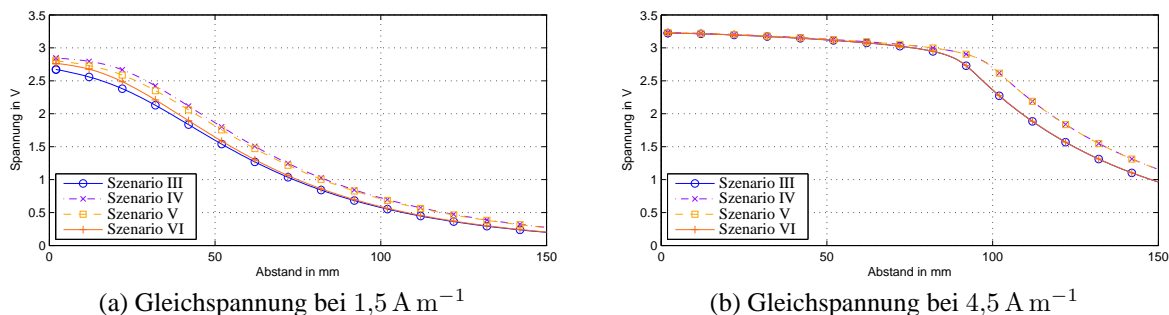 3.5
3
2.5
2
1.5
1
0.5
0
Spannung in V
Szenario III
Szenario IV
Szenario V
Szenario VI
0 50 100 150
Abstand in mm
(a) Gleichspannung bei 1,5 A m⁻¹
3.5
3
2.5
2
1.5
1
0.5
0
Spannung in V
Szenario III
Szenario IV
Szenario V
Szenario VI
0 50 100 150
Abstand in mm
(b) Gleichspannung bei 4,5 A m⁻¹